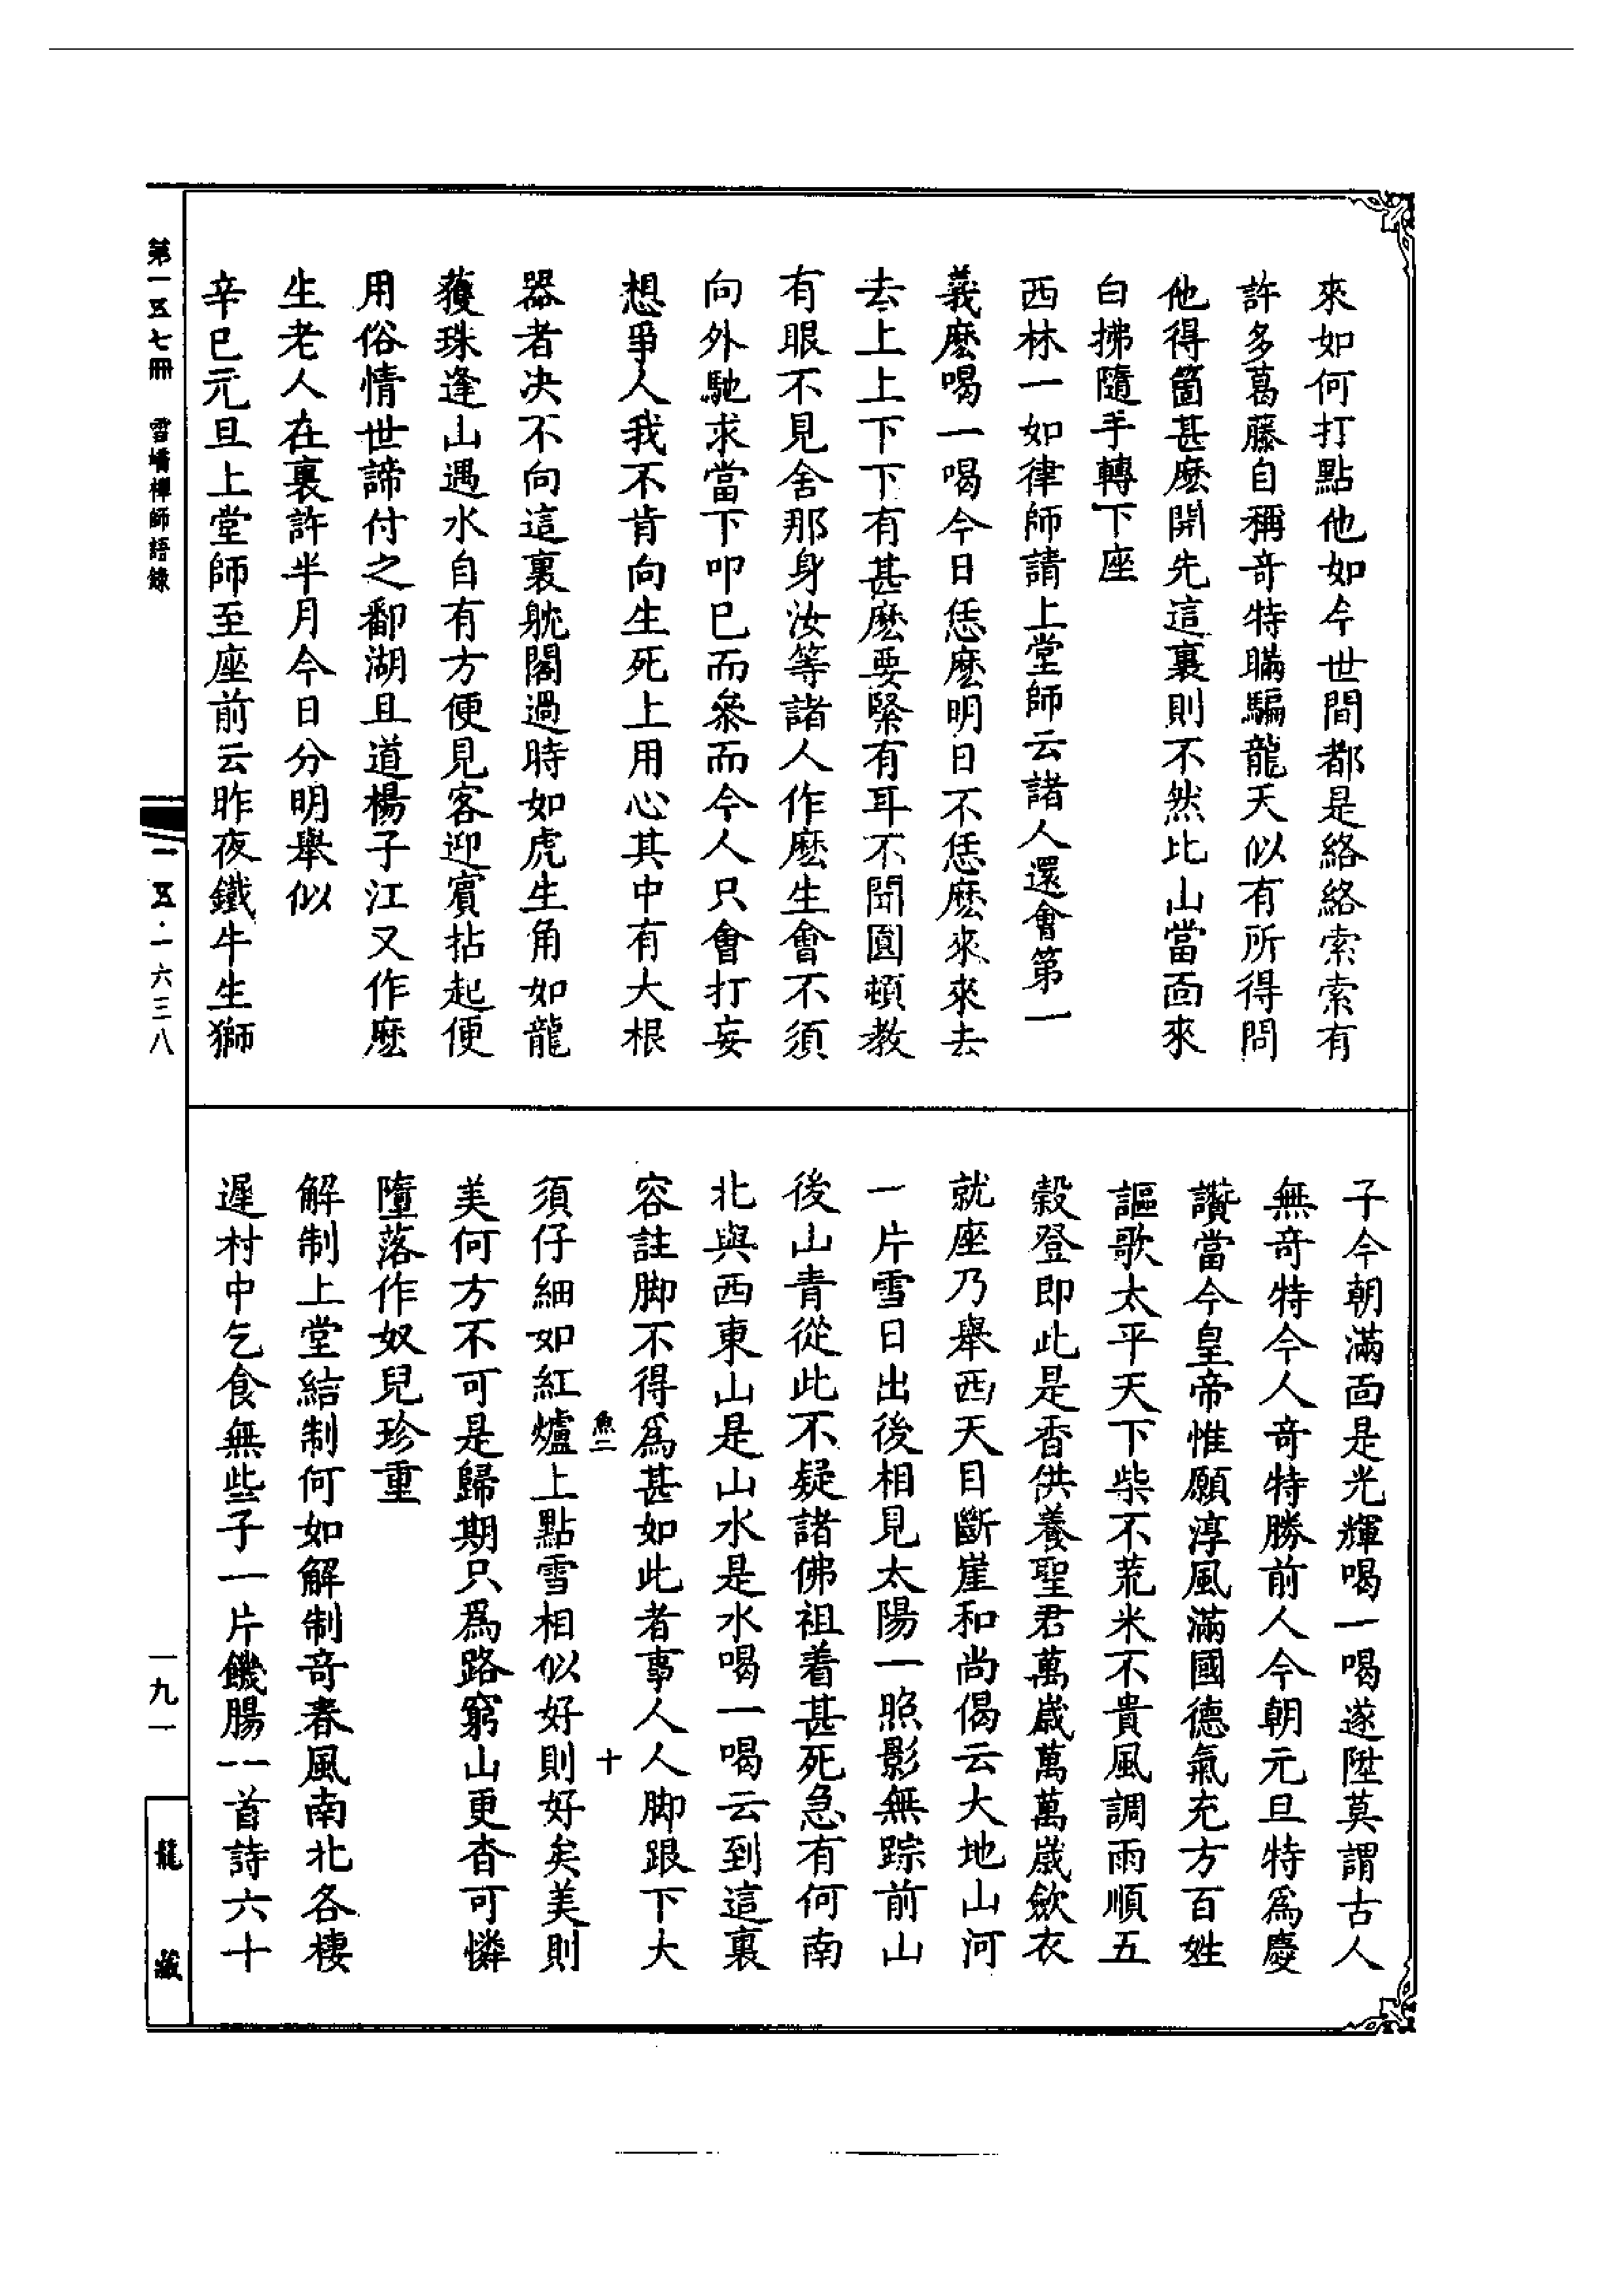 來如何打點他如今世間都是絡絡索索有
許多葛藤自稱奇特瞞騙龍天似有所得問
他得箇甚麽開先這裏則不然比山當面來
白拂隨手轉下座
西林一如律師請上堂師云諸人還會第一
義麽喝一喝今日恁麽明日不恁麽來來去
去上上下下有甚麽要緊有耳不聞圓頓教
有眼不見舍那身汝等諸人作麽生會不須
向外馳求當下叩巳而叅而今人只會打妄
想爭人我不肯向生死上用心其中有大根
器者决不向這裏躭閣過時如虎生角如龍
蕧珠逢山遇水自有方便見客迎賓拈起便
用俗情世諦付之鄱湖且道楊子江又作麽
生老人在裏許半月今日分明舉似
辛巳元旦上堂師至座前云昨夜鐵牛生獅
子今朝滿面是光輝喝一喝遂陞莫謂古人
無奇特今人奇特勝前人今朝元旦特爲慶
讚當今皇帝惟願淳風滿國德氣充方百姓
謳歌太平天下柴不荒米不貴風調雨順五
穀登即此是香供養聖君萬歲萬萬歲歛衣
就座乃舉西天目斷崖和尚偈云大地山河
一片雪日出後相見太陽一照影無踪前山
後山青從此不疑諸佛祖着甚死急有何南
北與西東山是山水是水喝一喝云到這裏
容註脚不得爲甚如此者事人人脚跟下大
魚二 十
須仔細如紅爐上點雪相似好則好矣美則
美何方不可是歸期只爲路窮山更杳可憐
墮落作奴兒珍重
解制上堂結制何如解制奇春風南北各棲
遲村中乞食無些子一片饑腸一首詩六十
第一五七冊 雪嶠禪師語錄
一五·一六三八
一九一
龍藏